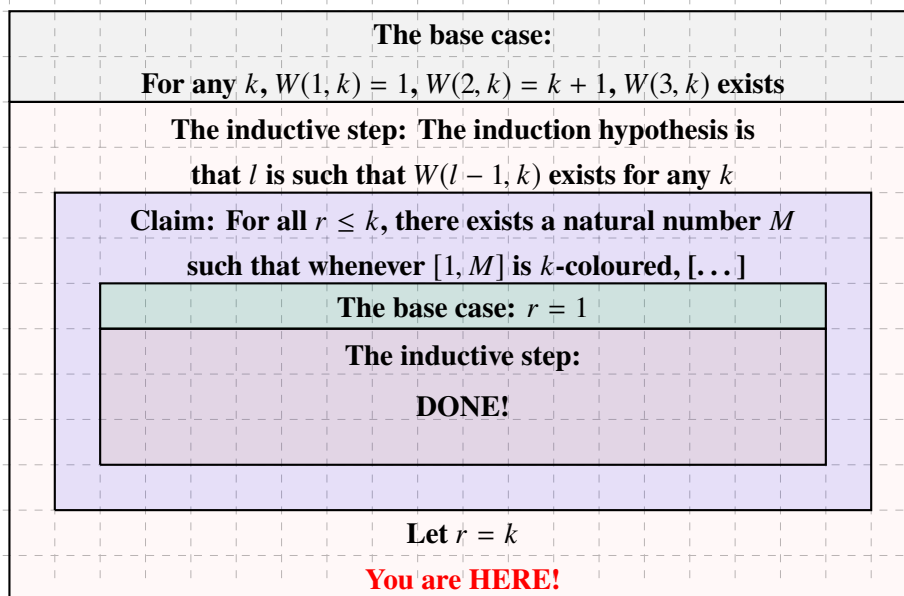 The base case:
For any k, W(1, k) = 1, W(2, k) = k + 1, W(3, k) exists
The inductive step: The induction hypothesis is
that l is such that W(l − 1, k) exists for any k
Claim: For all r ≤ k, there exists a natural number M
such that whenever [1, M] is k-coloured, [. . . ]
The base case: r = 1
The inductive step:
DONE!
Let r = k
You are HERE!